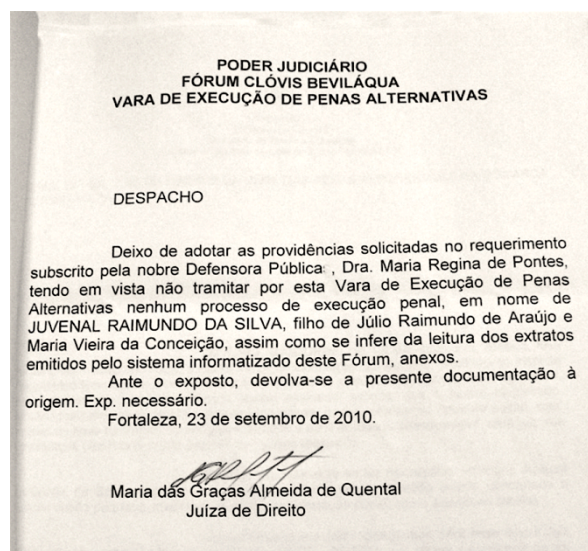 PODER JUDICIÁRIO
FÓRUM CLÓVIS BEVILÁQUA
VARA DE EXECUÇÃO DE PENAS ALTERNATIVAS
DESPACHO
Deixo de adotar as providências solicitadas no requerimento
subscrito pela nobre Defensora Pública , Dra. Maria Regina de Pontes,
tendo em vista não tramitar por esta Vara de Execução de Penas
Alternativas nenhum processo de execução penal, em nome de
JUVENAL RAIMUNDO DA SILVA, filho de Júlio Raimundo de Araújo e
Maria Vieira da Conceição, assim como se infere da leitura dos extratos
emitidos pelo sistema informatizado deste Fórum, anexos.
Ante o exposto, devolva-se a presente documentação à
origem. Exp. necessário.
Fortaleza, 23 de setembro de 2010.
Maria das Graças Almeida de Quental
Juíza de Direito